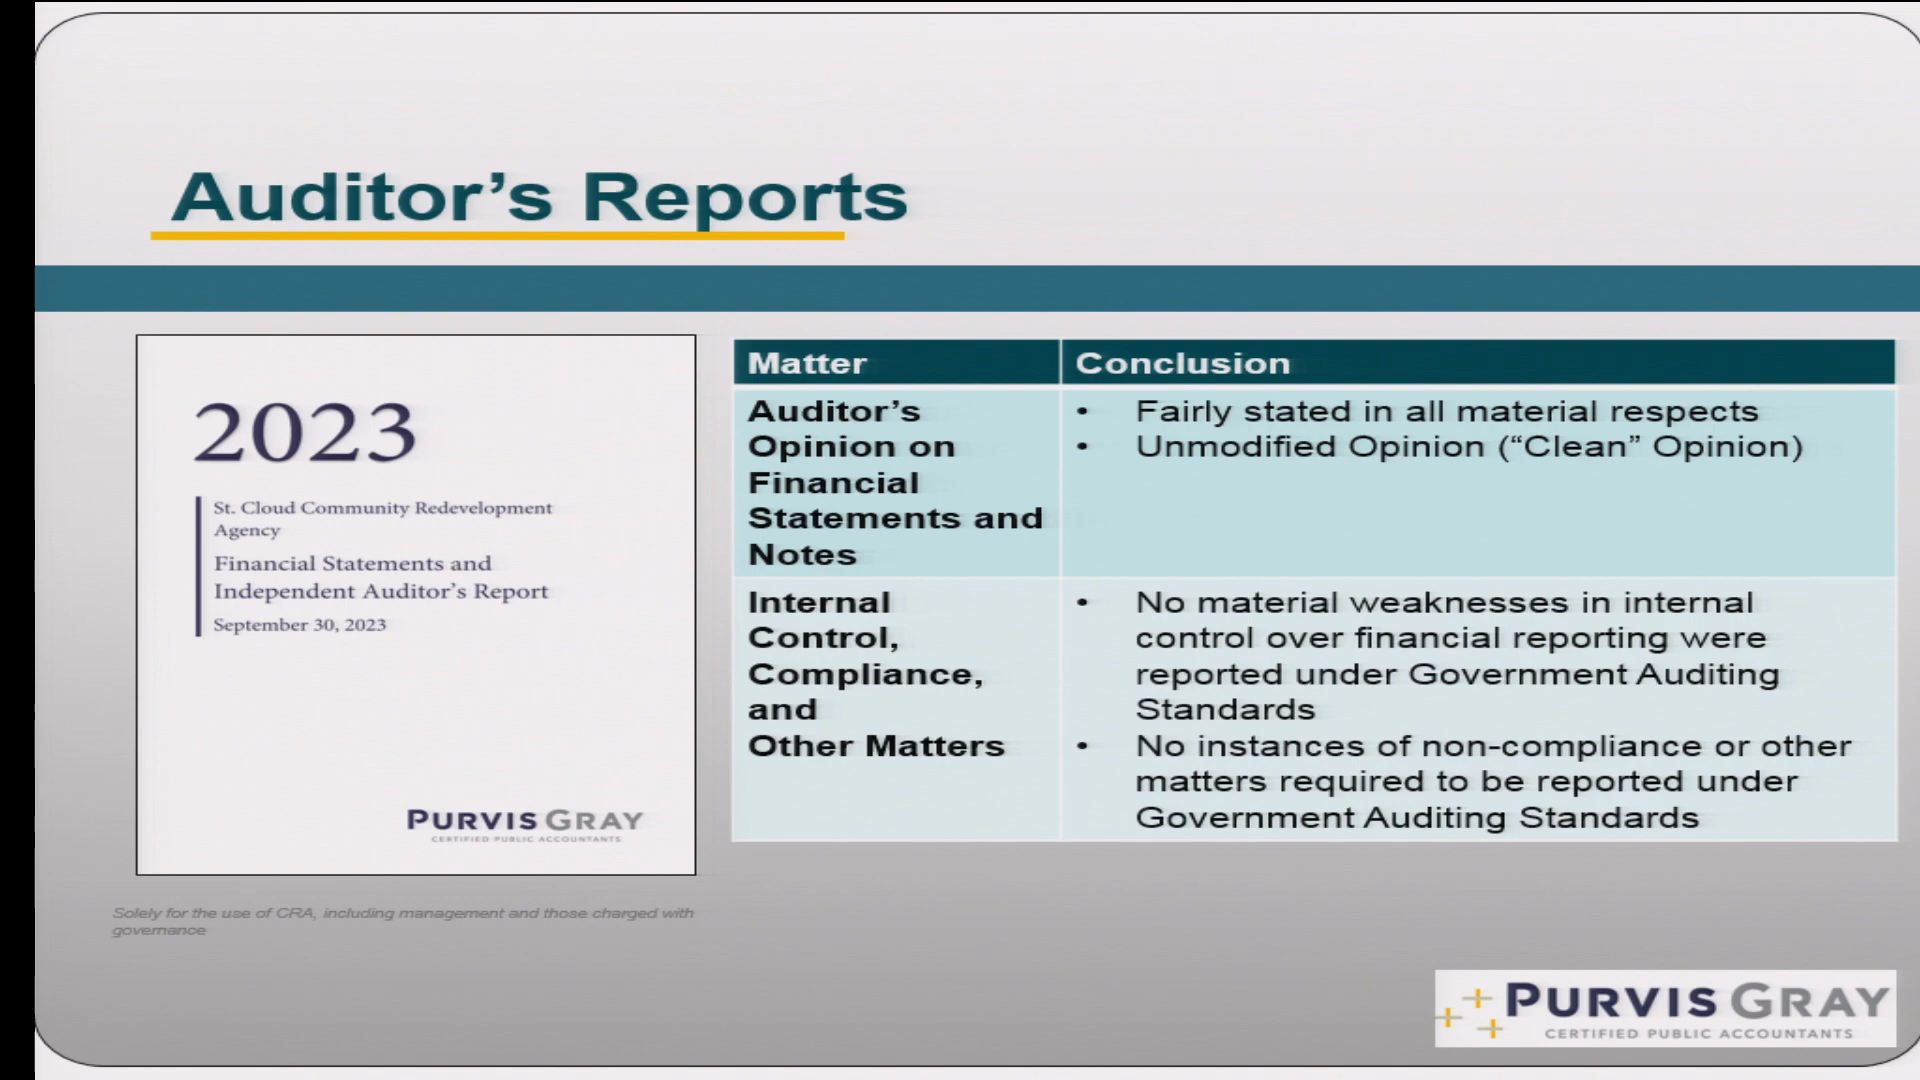 Auditor’s Reports
2023
St. Cloud Community Redevelopment
Agency
Financial Statements and
Independent Auditor’s Report
September 30, 2023
PURVIS GRAY
CERTIFIED PUBLIC ACCOUNTANTS
Solely for the use of CRA, including management and those charged with
governance
Matter
Conclusion
Auditor’s
Opinion on
Financial
Statements and
Notes
• Fairly stated in all material respects
• Unmodified Opinion (“Clean” Opinion)
Internal
Control,
Compliance,
and
Other Matters
• No material weaknesses in internal
control over financial reporting were
reported under Government Auditing
Standards
• No instances of non-compliance or other
matters required to be reported under
Government Auditing Standards
PURVIS GRAY
CERTIFIED PUBLIC ACCOUNTANTS